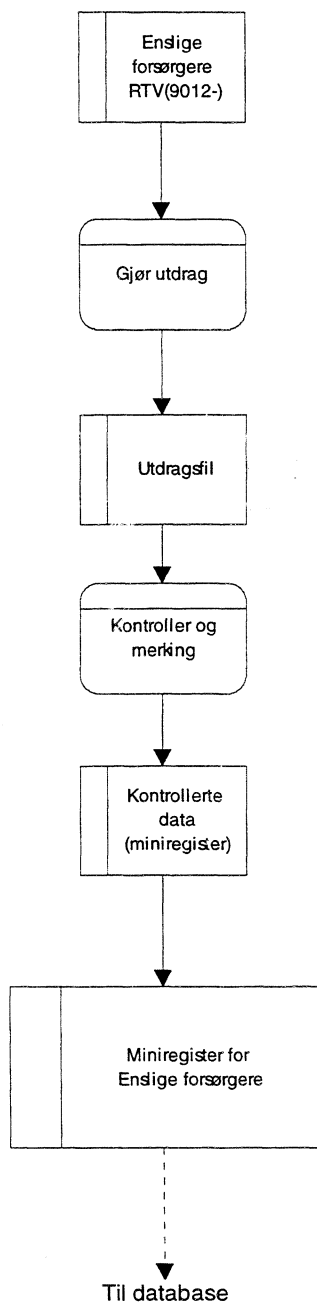 Enslige
forsørgere
RTV(9012-)
Gjør utdrag
Utdragsfil
Kontroller og
merking
Kontrollerte
data
(miniregister)
Miniregister for
Enslige forsørgere
Til database